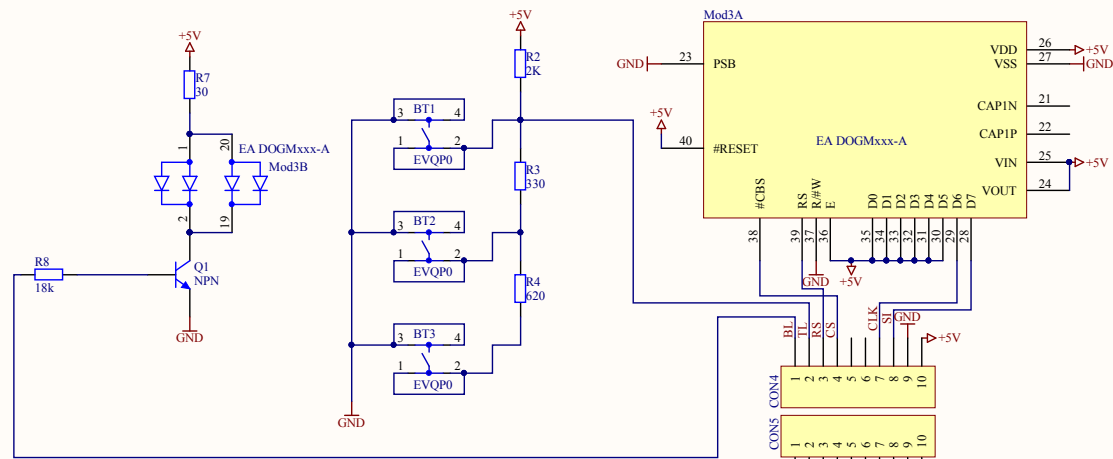 +5V
R7
30
1
20
EA DOGMxxx-A
Mod3B
2
19
R8
18k
Q1
NPN
GND
+5V
R2
2K
3
BT1
4
1
2
EVQP0
R3
330
3
BT2
4
1
2
EVQP0
R4
620
3
BT3
4
1
2
EVQP0
GND
Mod3A
GND
23
PSB
+5V
40
#RESET
EA DOGMxxx-A
VDD
26
+5V
VSS
27
GND
CAP1N
21
CAP1P
22
VIN
25
+5V
VOUT
24
#CBS
RS
R/#W
E
D0
D1
D2
D3
D4
D5
D6
D7
38
39
37
36
35
34
33
32
31
30
29
28
GND
+5V
BL
TL
RS
CS
CLK
SI
GND
+5V
CON4
1
2
3
4
5
6
7
8
9
10
CON5
1
2
3
4
5
6
7
8
9
10